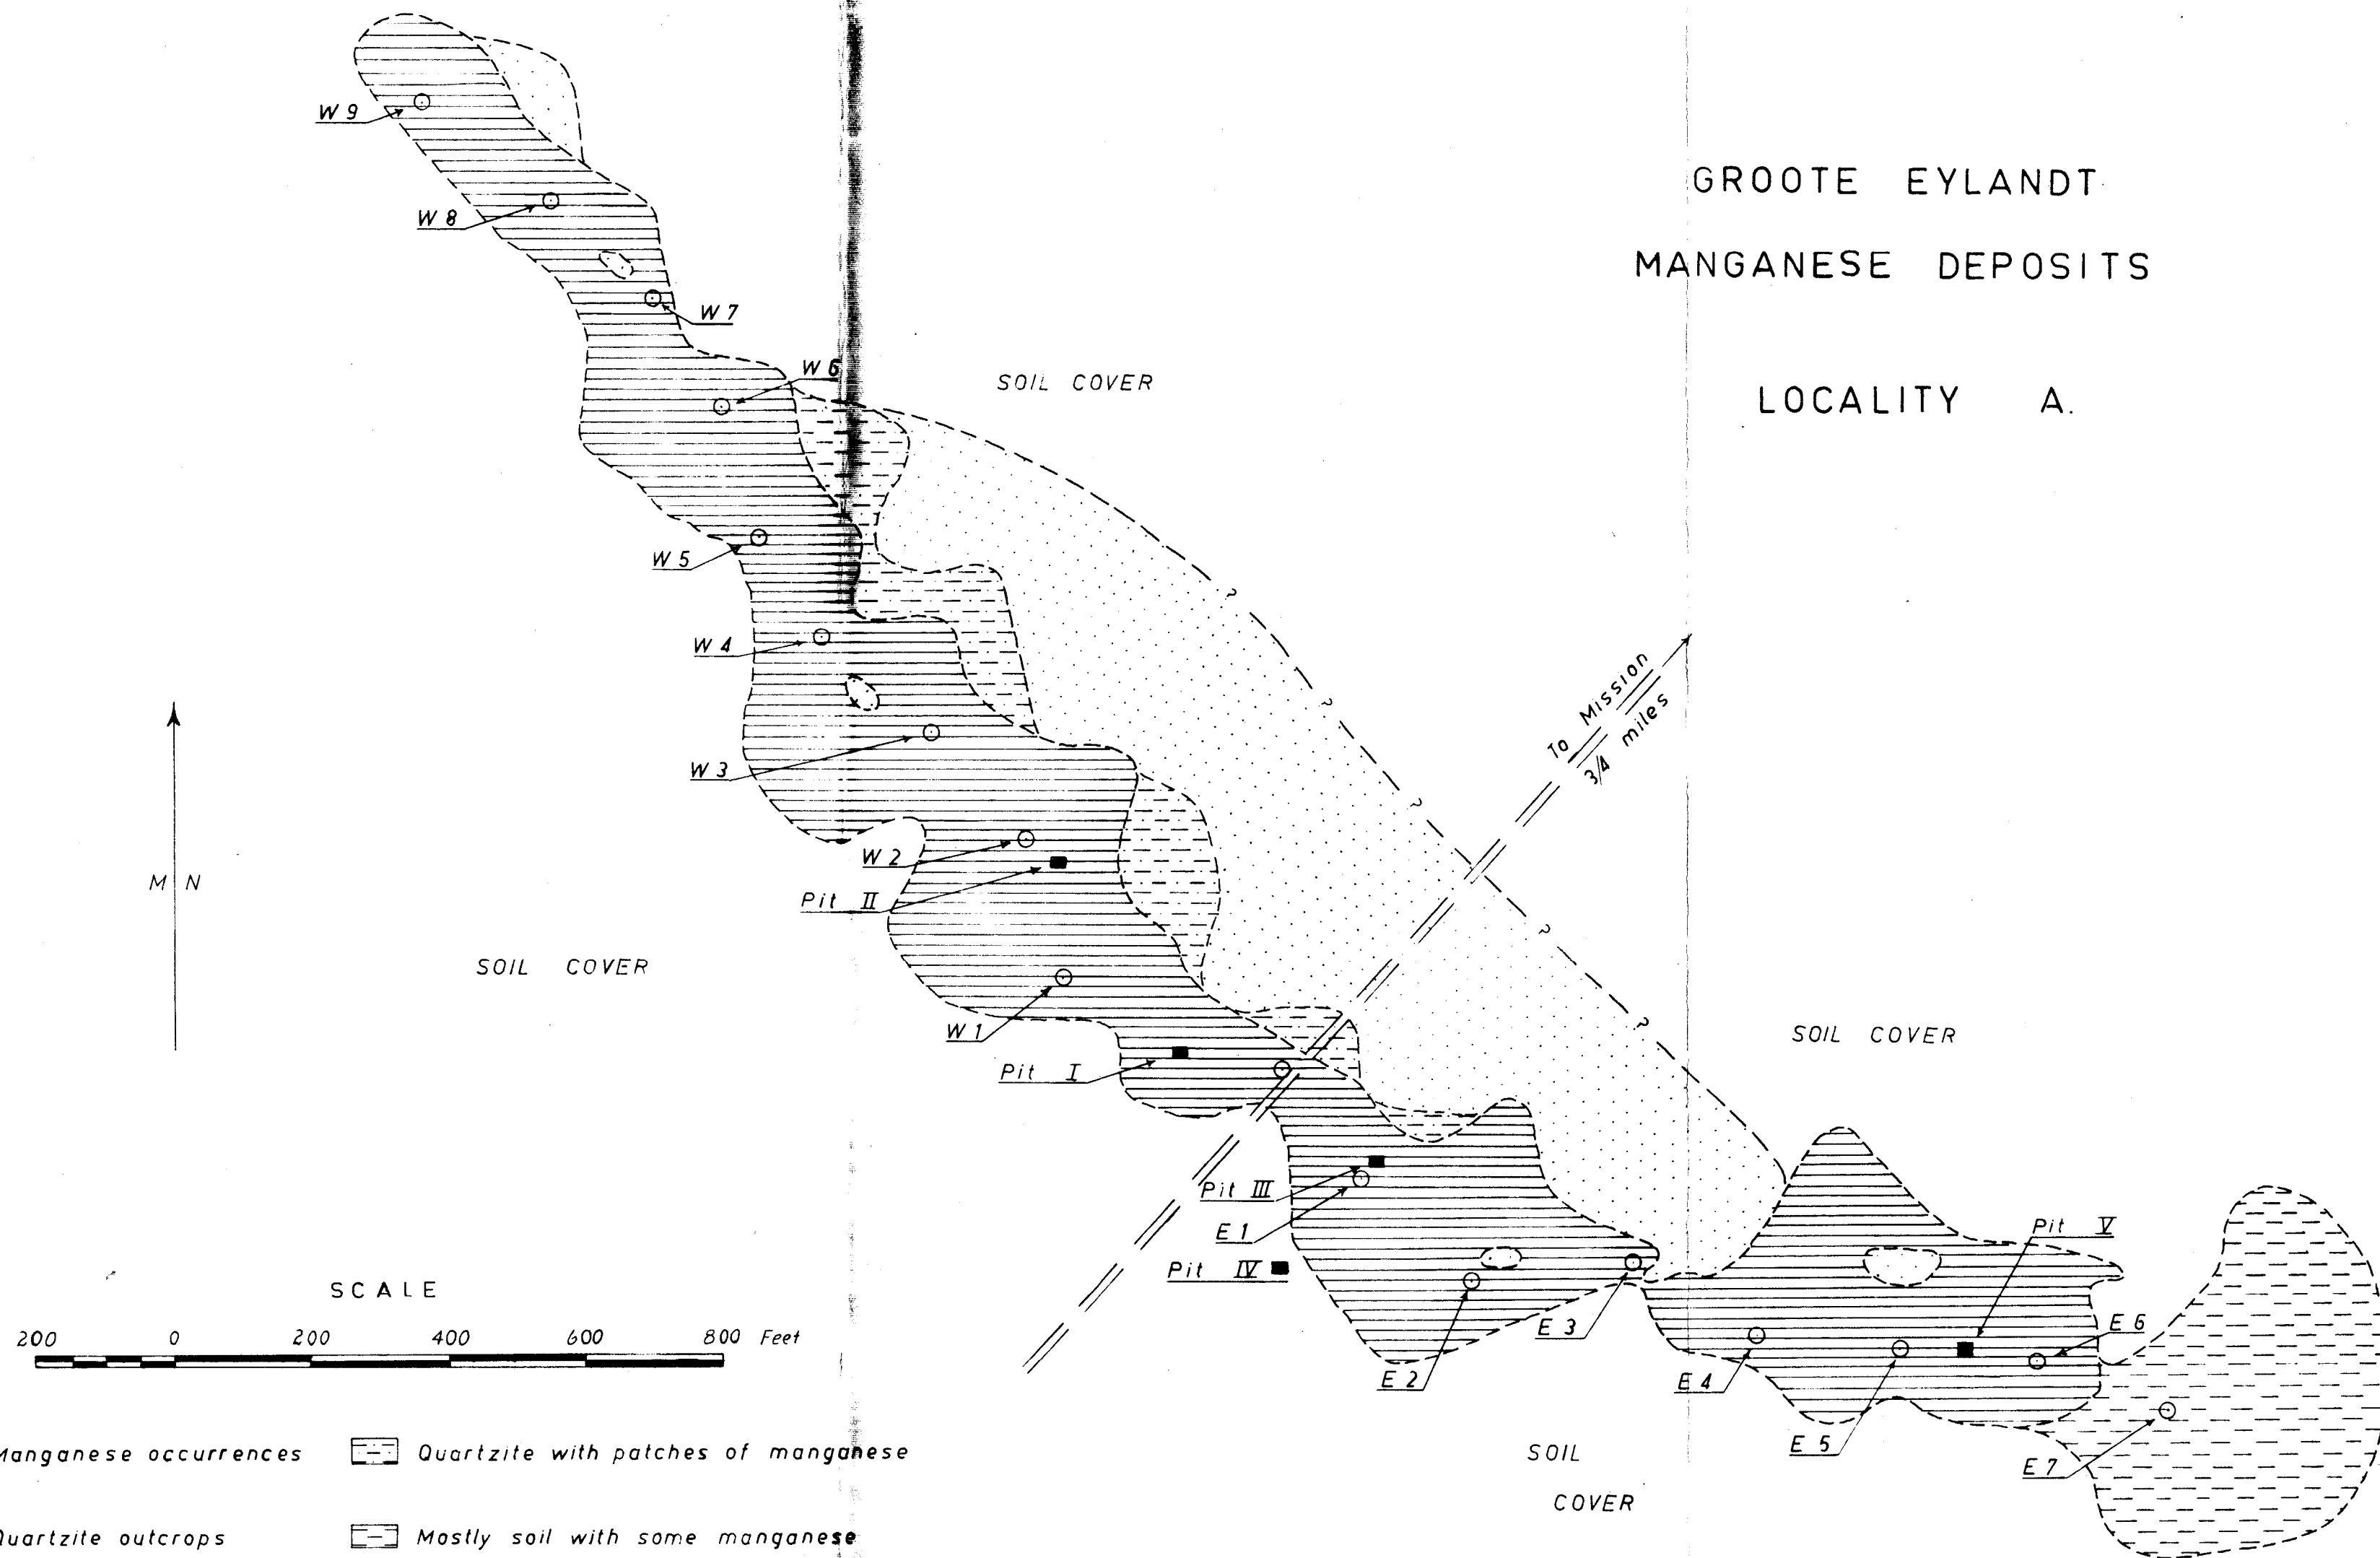 GROOTE EYLANDT
MANGANESE DEPOSITS
LOCALITY A.
W 9
W 8
W 7
W 6
SOIL COVER
W 5
W 4
To Mission
3/4 miles
W 3
W 2
Pit II
M N
SOIL COVER
W 1
SOIL COVER
Pit I
Pit III
E 1
Pit IV
Pit V
E 3
E 2
E 4
E 6
E 5
E 7
SCALE
200 0 200 400 600 800 Feet
Manganese occurrences
Quartzite with patches of manganese
SOIL
COVER
Quartzite outcrops
Mostly soil with some manganese